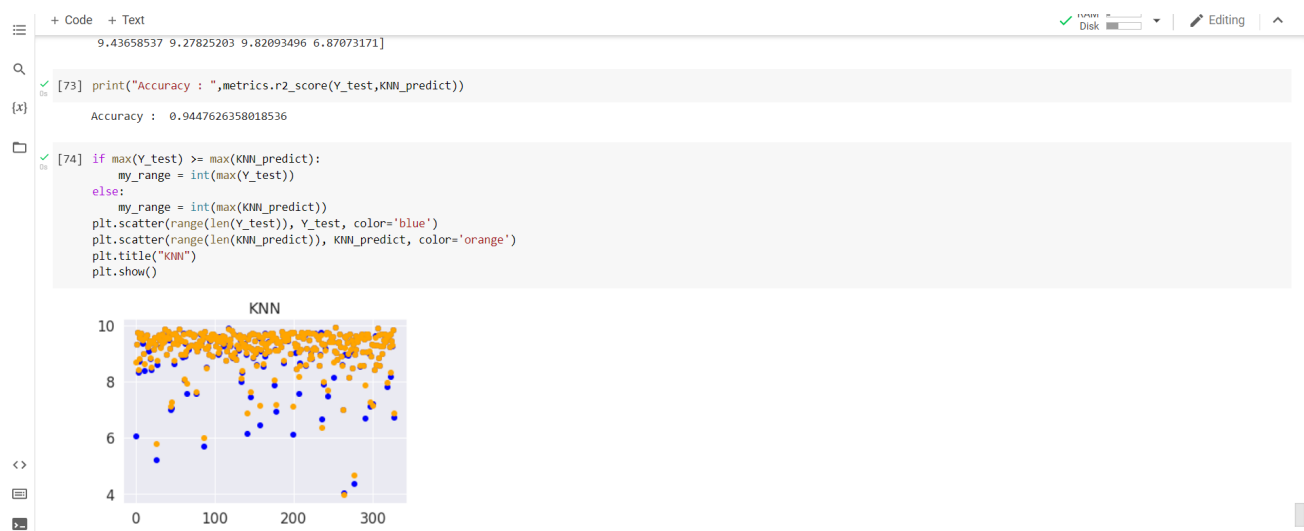 + Code + Text
RAM
Disk
Editing
9.43658537 9.27825203 9.82093496 6.87073171]
{x}
0s
[73] print("Accuracy : ",metrics.r2_score(Y_test,KNN_predict))
Accuracy :  0.9447626358018536
0s
[74] if max(Y_test) >= max(KNN_predict):
my_range = int(max(Y_test))
else:
my_range = int(max(KNN_predict))
plt.scatter(range(len(Y_test)), Y_test, color='blue')
plt.scatter(range(len(KNN_predict)), KNN_predict, color='orange')
plt.title("KNN")
plt.show()
KNN
10
8
6
4
0 100 200 300